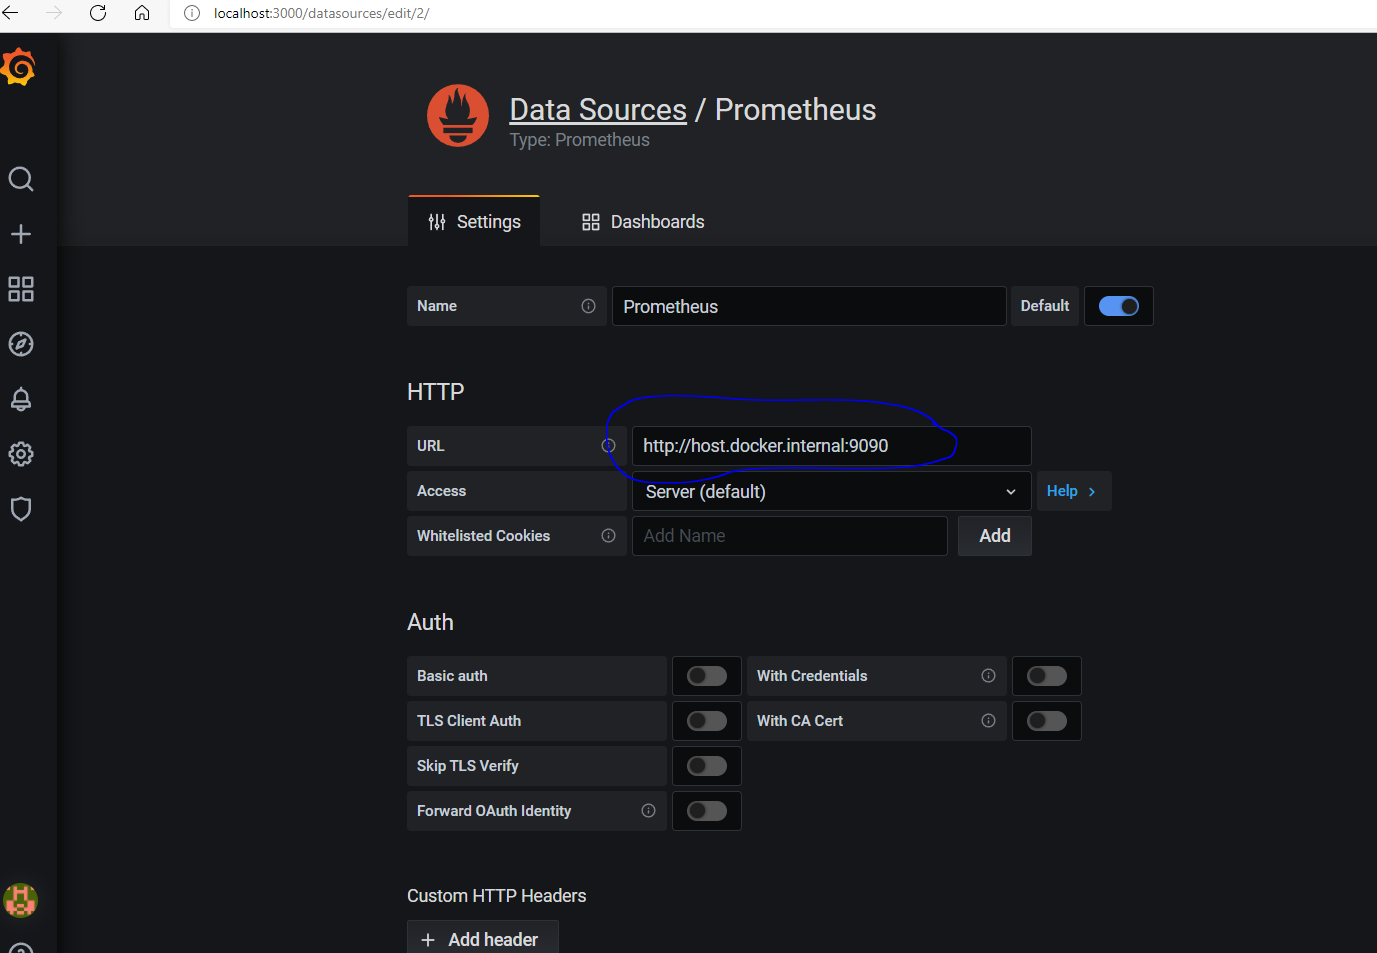 localhost:3000/datasources/edit/2/
Data Sources / Prometheus
Type: Prometheus
Settings
Dashboards
Name
Prometheus
Default
HTTP
URL
http://host.docker.internal:9090
Access
Server (default)
Help
Whitelisted Cookies
Add Name
Add
Auth
Basic auth
With Credentials
TLS Client Auth
With CA Cert
Skip TLS Verify
Forward OAuth Identity
Custom HTTP Headers
+ Add header